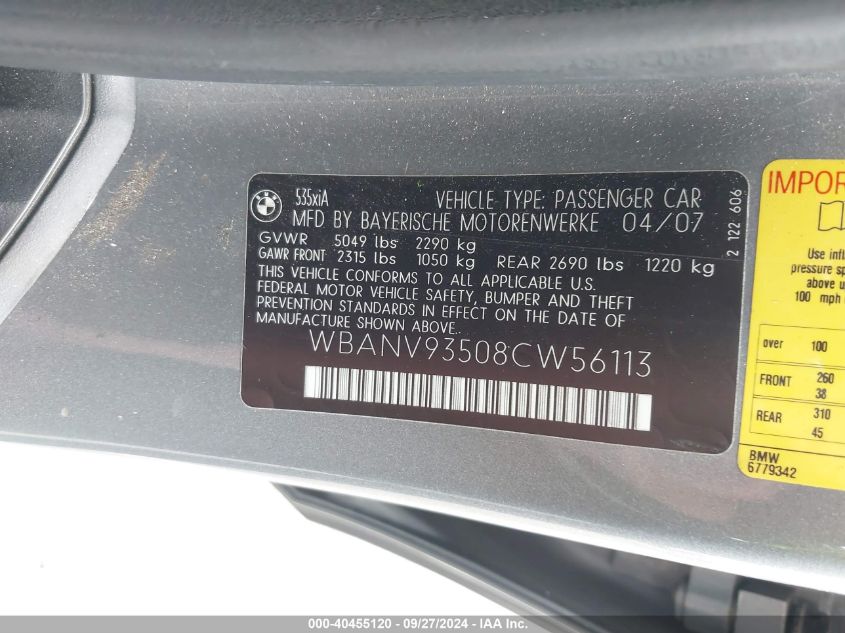 535xiA
VEHICLE TYPE: PASSENGER CAR
MFD BY BAYERISCHE MOTORENWERKE 04/07
GVWR 5049 lbs 2290 kg
GAWR FRONT 2315 lbs 1050 kg REAR 2690 lbs 1220 kg
THIS VEHICLE CONFORMS TO ALL APPLICABLE U.S.
FEDERAL MOTOR VEHICLE SAFETY, BUMPER AND THEFT
PREVENTION STANDARDS IN EFFECT ON THE DATE OF
MANUFACTURE SHOWN ABOVE.
WBANV93508CW56113
2 122 606
IMPOR
Use infl
pressure sp
above u
100 mph
over 100
FRONT 260
38
REAR 310
45
BMW
6779342
000-40455120 - 09/27/2024 - IAA Inc.